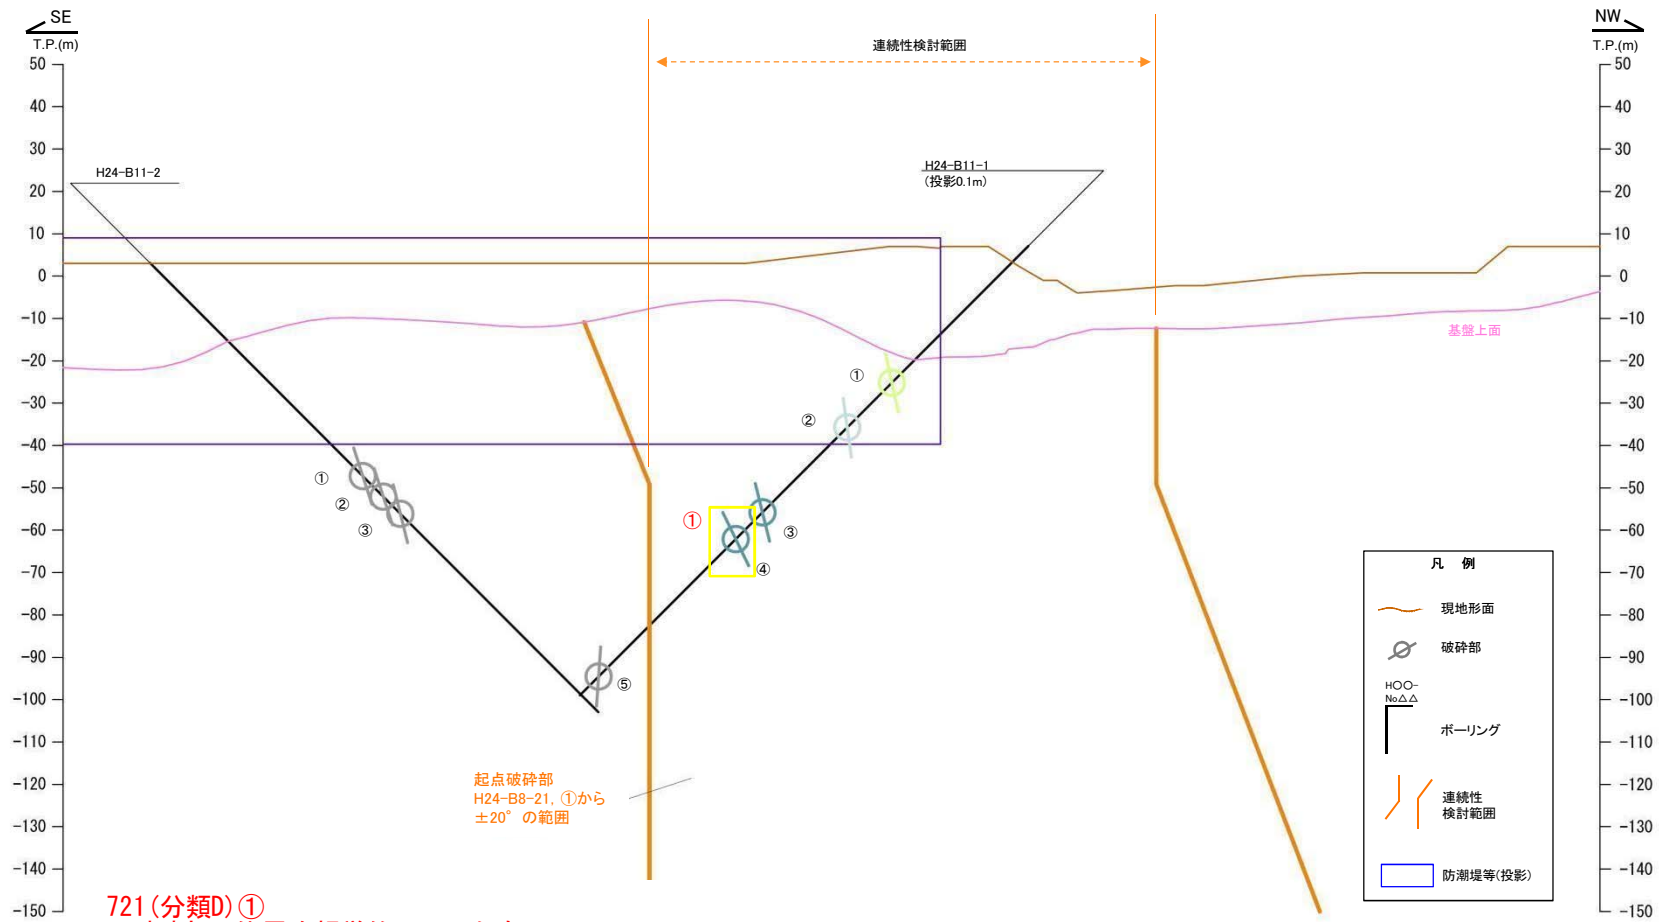 SE
T.P.(m)
NW
T.P.(m)
連続性検討範囲
50
40
30
20
10
0
-10
-20
-30
-40
-50
-60
-70
-80
-90
-100
-110
-120
-130
-140
-150
50
40
30
20
10
0
-10
-20
-30
-40
-50
-60
-70
-80
-90
-100
-110
-120
-130
-140
-150
H24-B11-2
H24-B11-1
(投影0.1m)
基盤上面
①
②
③
①
②
③
④
⑤
①
起点破砕部
H24-B8-21, ①から
±20°の範囲
凡 例
現地形面
破砕部
H〇〇-
No△△
ボーリング
連続性
検討範囲
防潮堤等(投影)
721(分類D)①